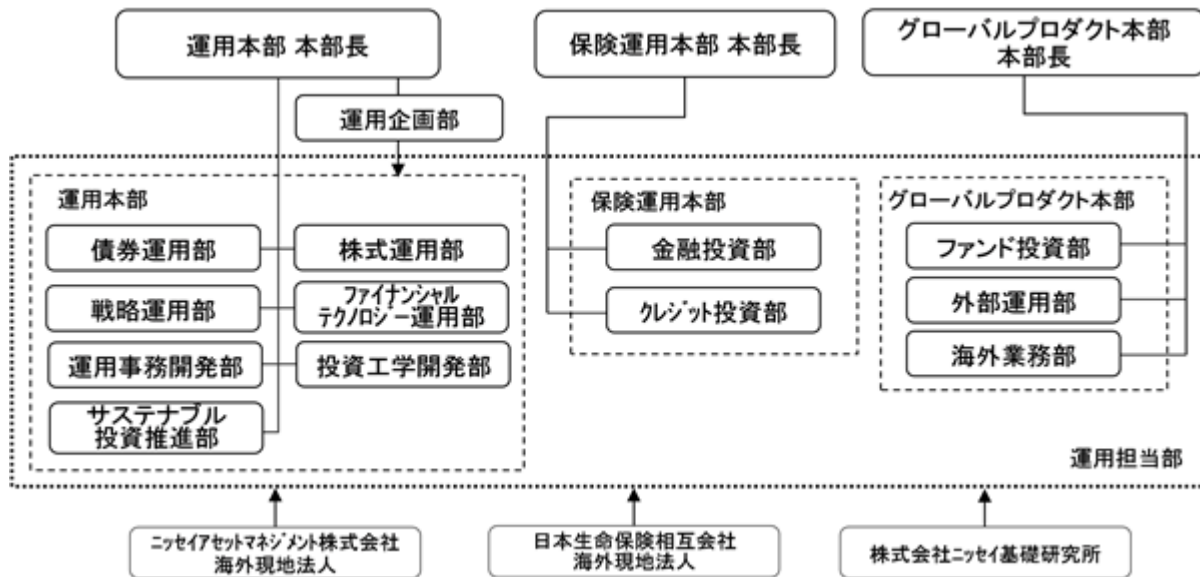 運用本部 本部長
保険運用本部 本部長
グローバルプロダクト本部
本部長
運用企画部
運用本部
債券運用部
株式運用部
戦略運用部
ファイナンシャル
テクノロジー運用部
運用事務開発部
投資工学開発部
サステナブル
投資推進部
保険運用本部
金融投資部
クレジット投資部
グローバルプロダクト本部
ファンド投資部
外部運用部
海外業務部
運用担当部
ニッセイアセットマネジメント株式会社
海外現地法人
日本生命保険相互会社
海外現地法人
株式会社ニッセイ基礎研究所